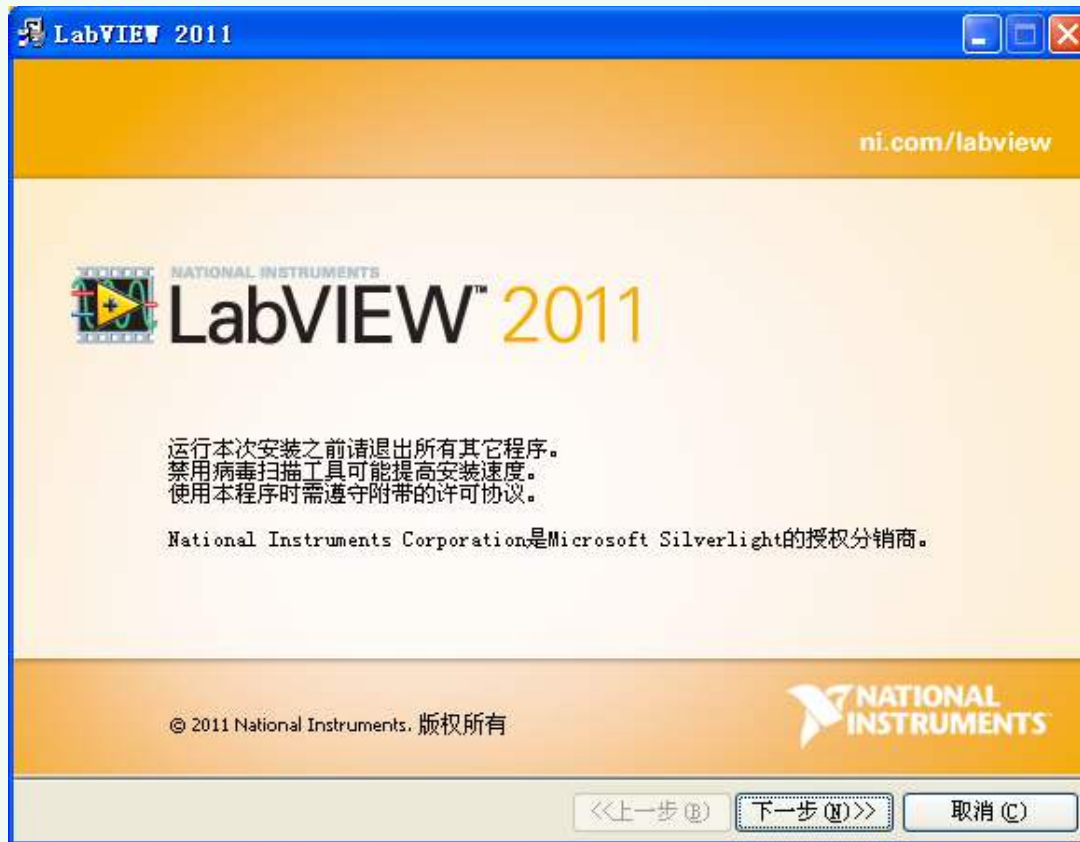 LabVIEW 2011
ni.com/labview
NATIONAL INSTRUMENTS
LabVIEW™ 2011
运行本次安装之前请退出所有其它程序。
禁用病毒扫描工具可能提高安装速度。
使用本程序时需遵守附带的许可协议。
National Instruments Corporation是Microsoft Silverlight的授权分销商。
© 2011 National Instruments. 版权所有
NATIONAL
INSTRUMENTS
<<上一步(B) 下一步(N)>> 取消(C)